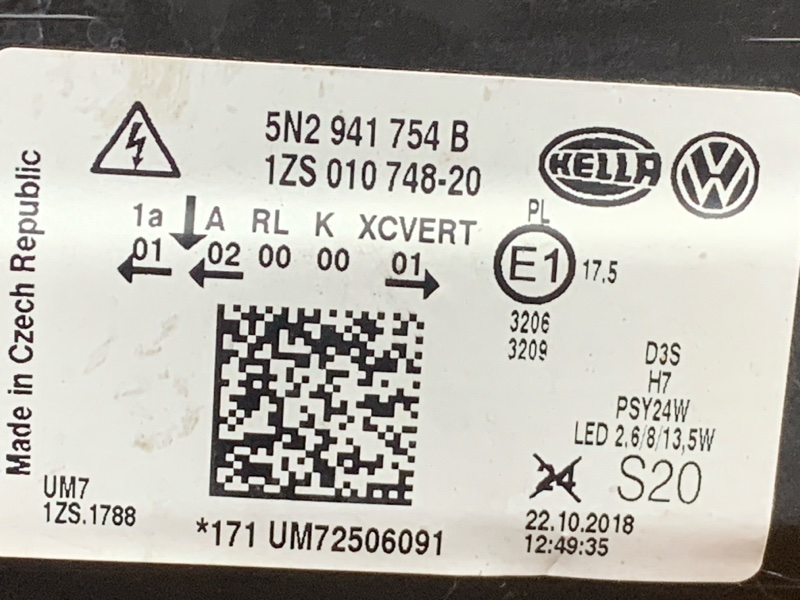 Made in Czech Republic
5N2 941 754 B
1ZS 010 748-20
HELLA
VW
1a A RL K XCVERT
01 02 00 00 01
PL
E1 17,5
3206
3209
D3S
H7
PSY24W
LED 2,6/8/13,5W
24 S20
22.10.2018
12:49:35
UM7
1ZS.1788
*171 UM72506091